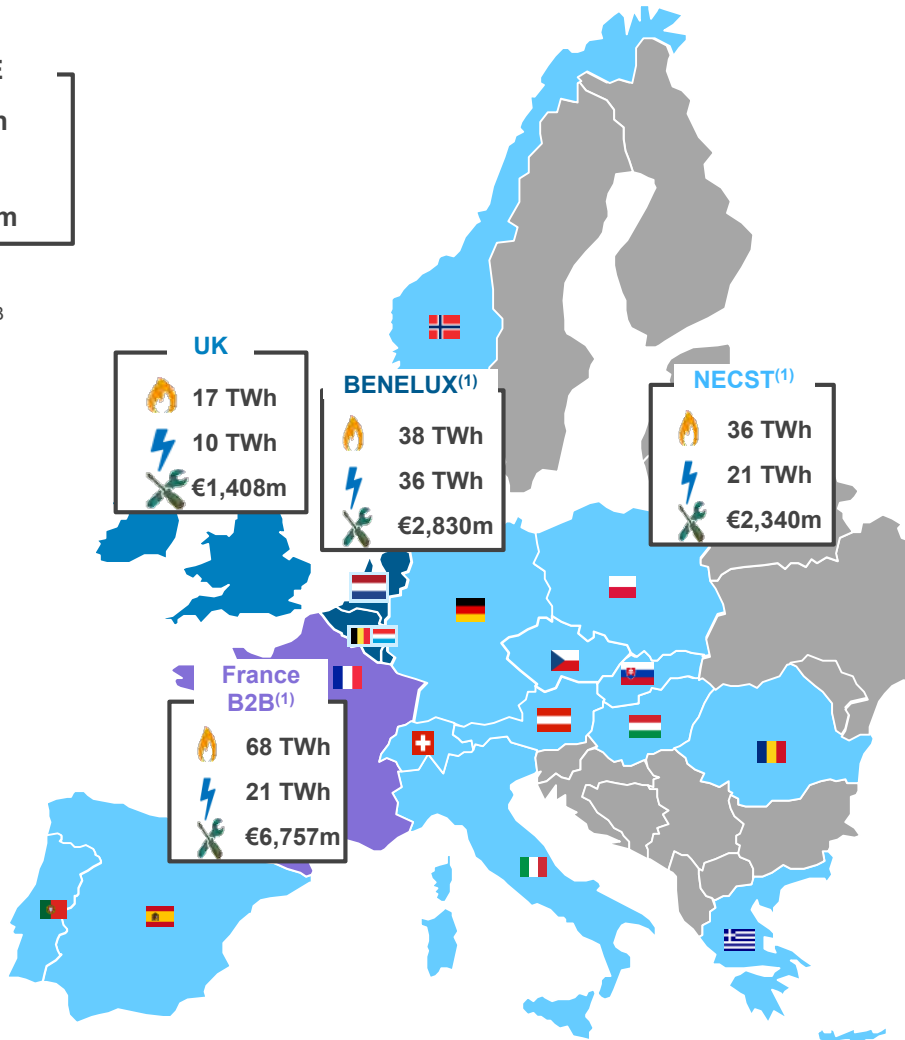 UK
17 TWh
10 TWh
€1,408m
BENELUX(1)
38 TWh
36 TWh
€2,830m
NECST(1)
36 TWh
21 TWh
€2,340m
France
B2B(1)
68 TWh
21 TWh
€6,757m